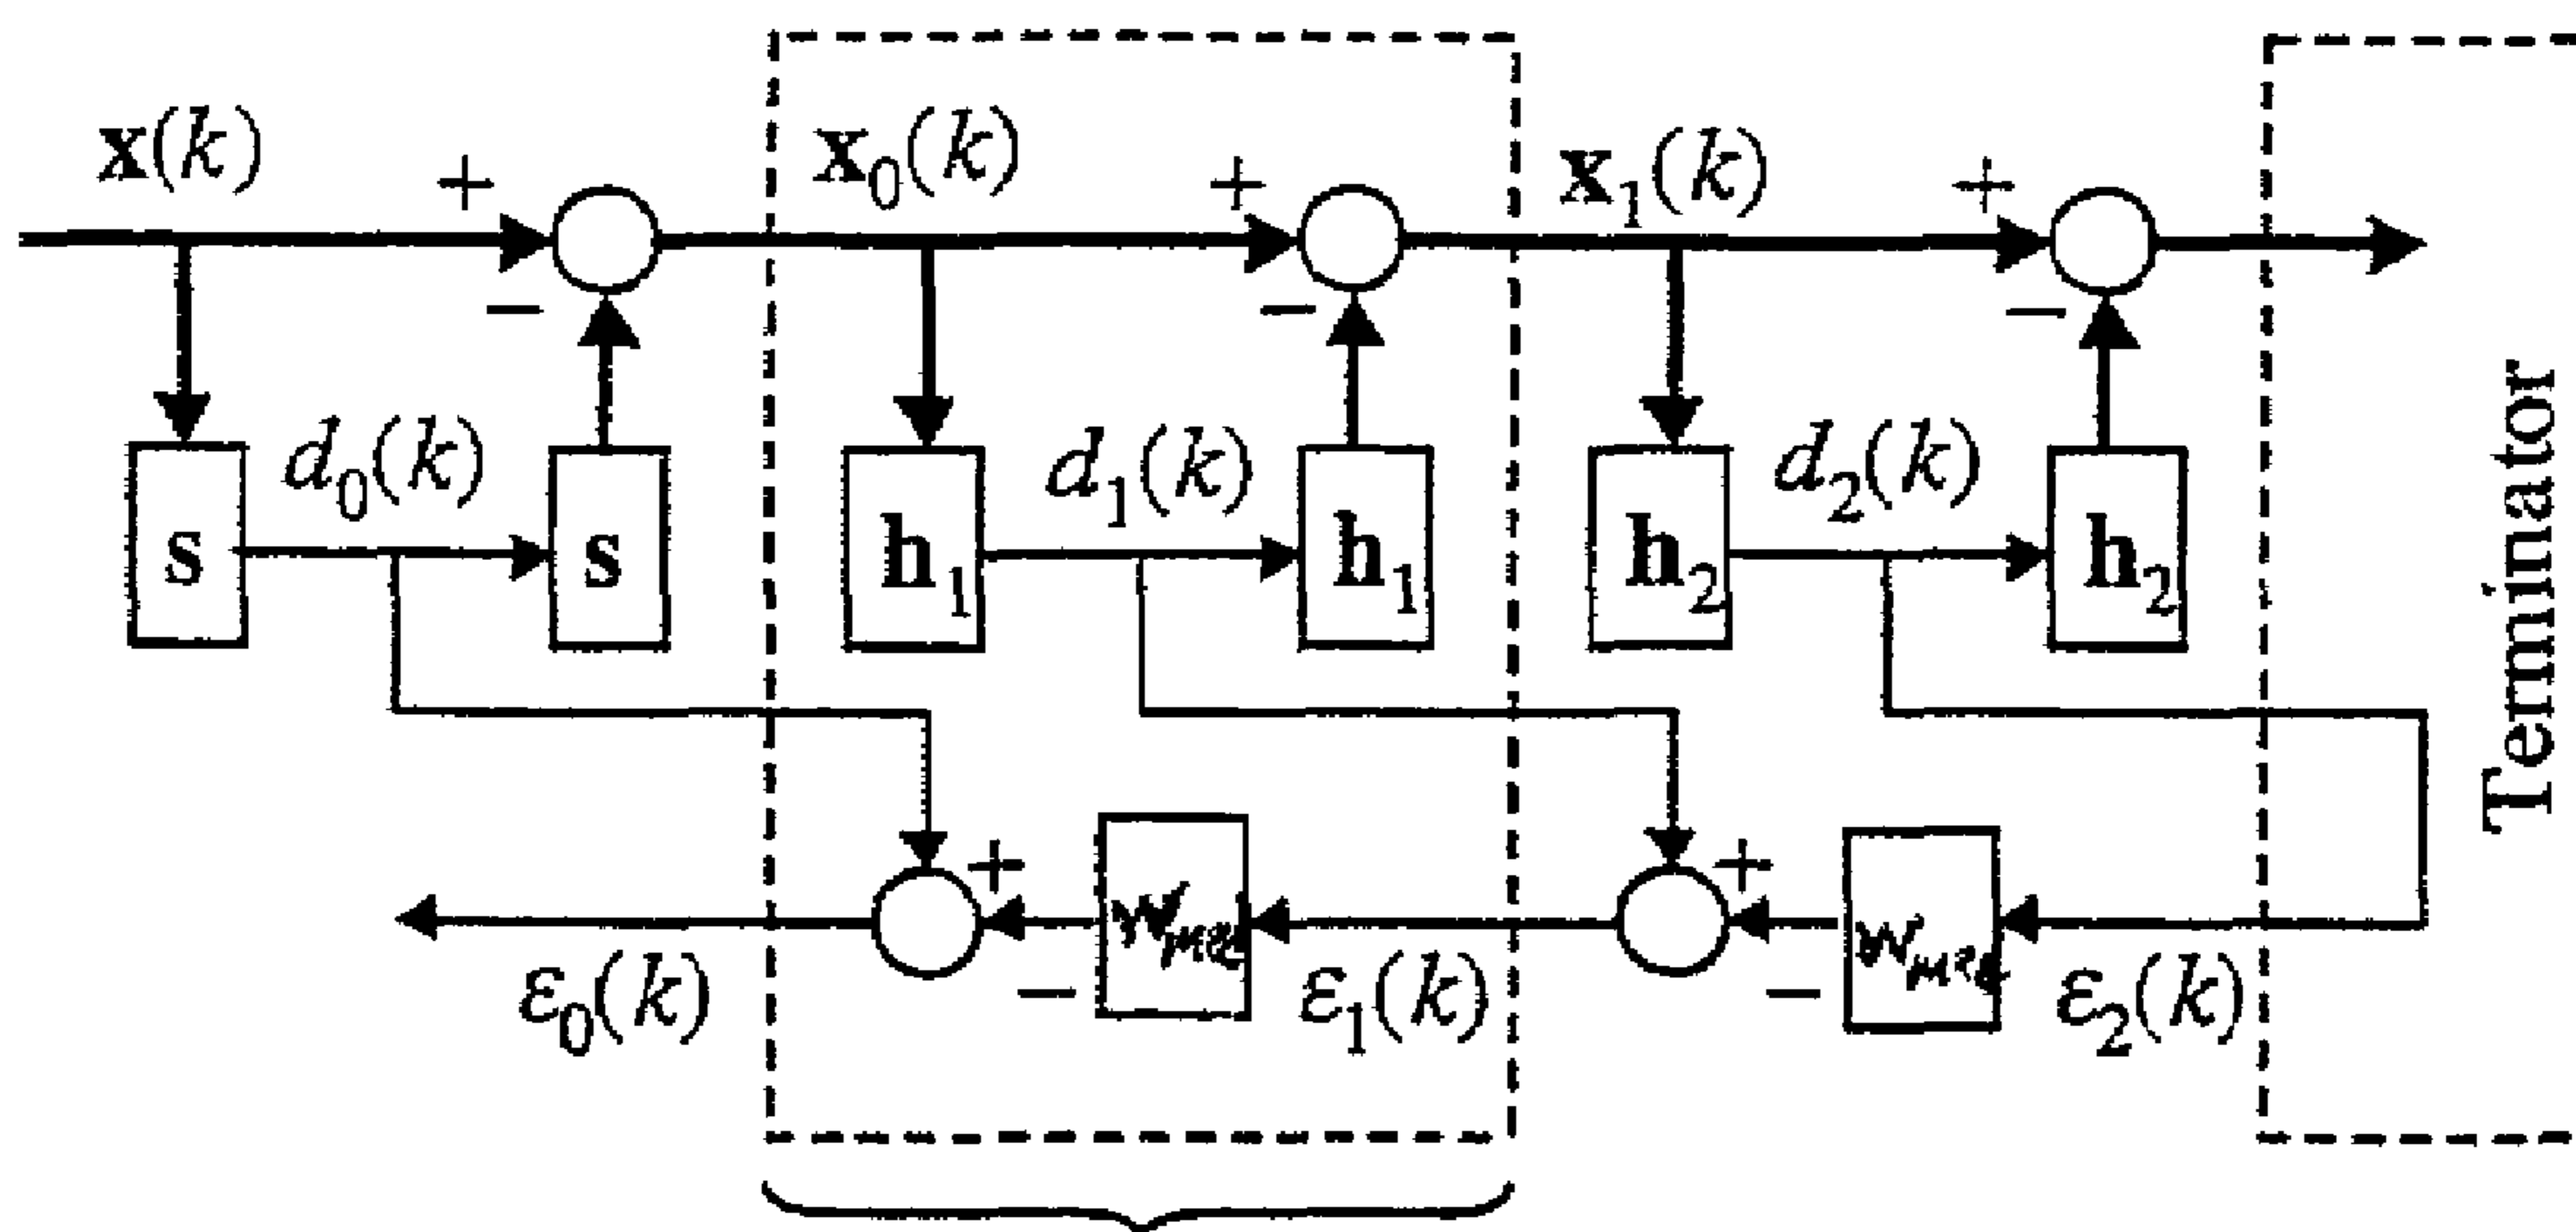 x(k)
+
−
x₀(k)
+
−
x₁(k)
+
−
s
d₀(k)
s
h₁
d₁(k)
h₁
h₂
d₂(k)
h₂
Terminator
ε₀(k)
+
−
ε₁(k)
+
−
ε₂(k)